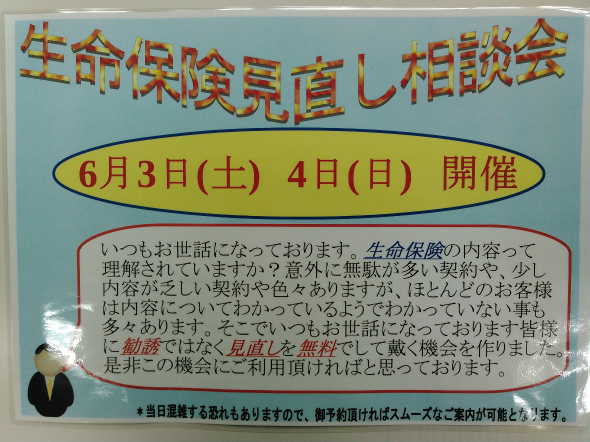 生命保険見直し相談会
6月3日(土) 4日(日) 開催
いつもお世話になっております。生命保険の内容って
理解されていますか？意外に無駄が多い契約や、少し
内容が乏しい契約や色々ありますが、ほとんどのお客様
は内容についてわかっているようでわかっていない事も
多々あります。そこでいつもお世話になっております皆様
に勧誘ではなく見直しを無料でして戴く機会を作りました。
是非この機会にご利用頂ければと思っております。
＊当日混雑する恐れもありますので、御予約頂ければスムーズなご案内が可能となります。